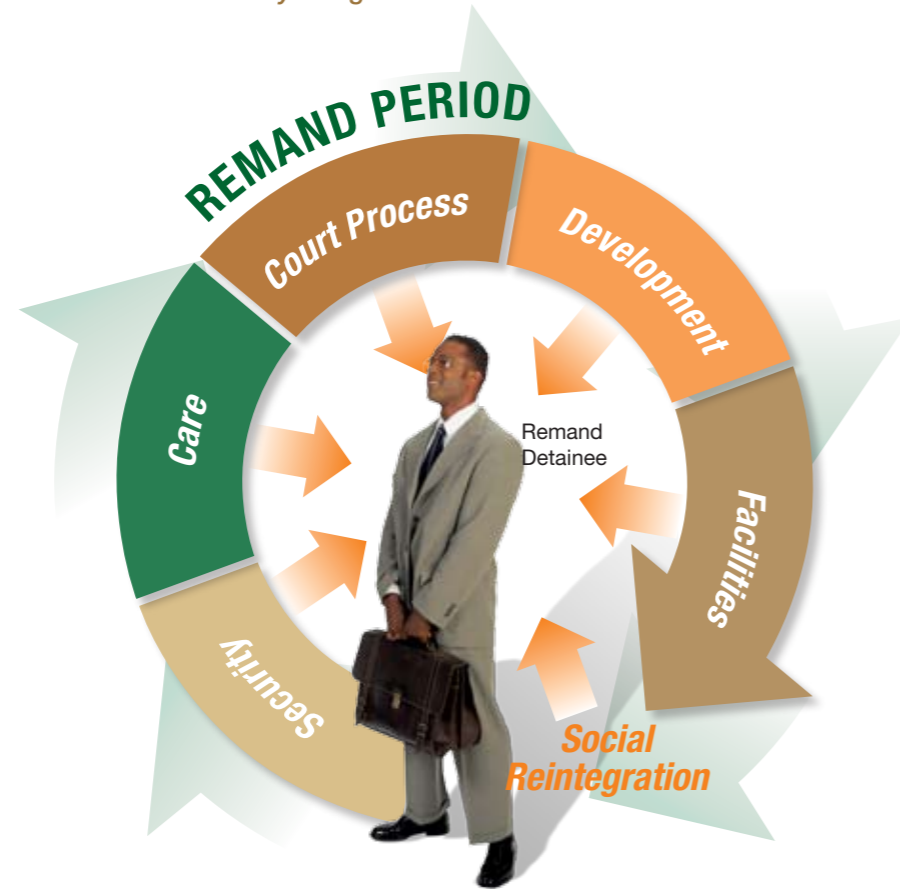 REMAND PERIOD
Court Process
Development
Care
Remand
Detainee
Facilities
Security
Social
Reintegration